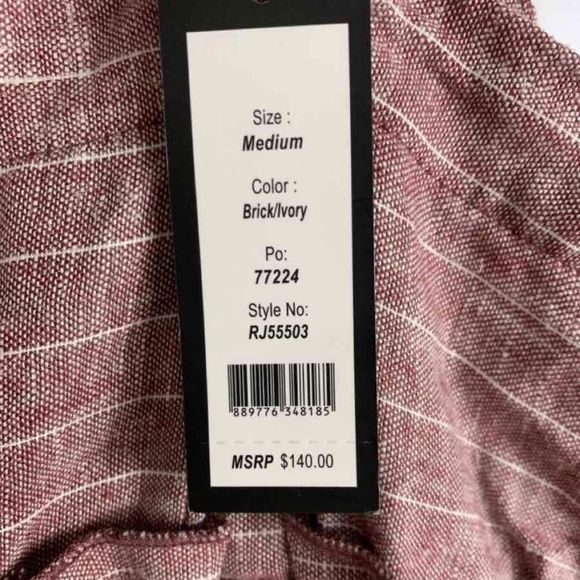 Size :
Medium
Color :
Brick/Ivory
Po:
77224
Style No:
RJ55503
889776 348185
MSRP $140.00